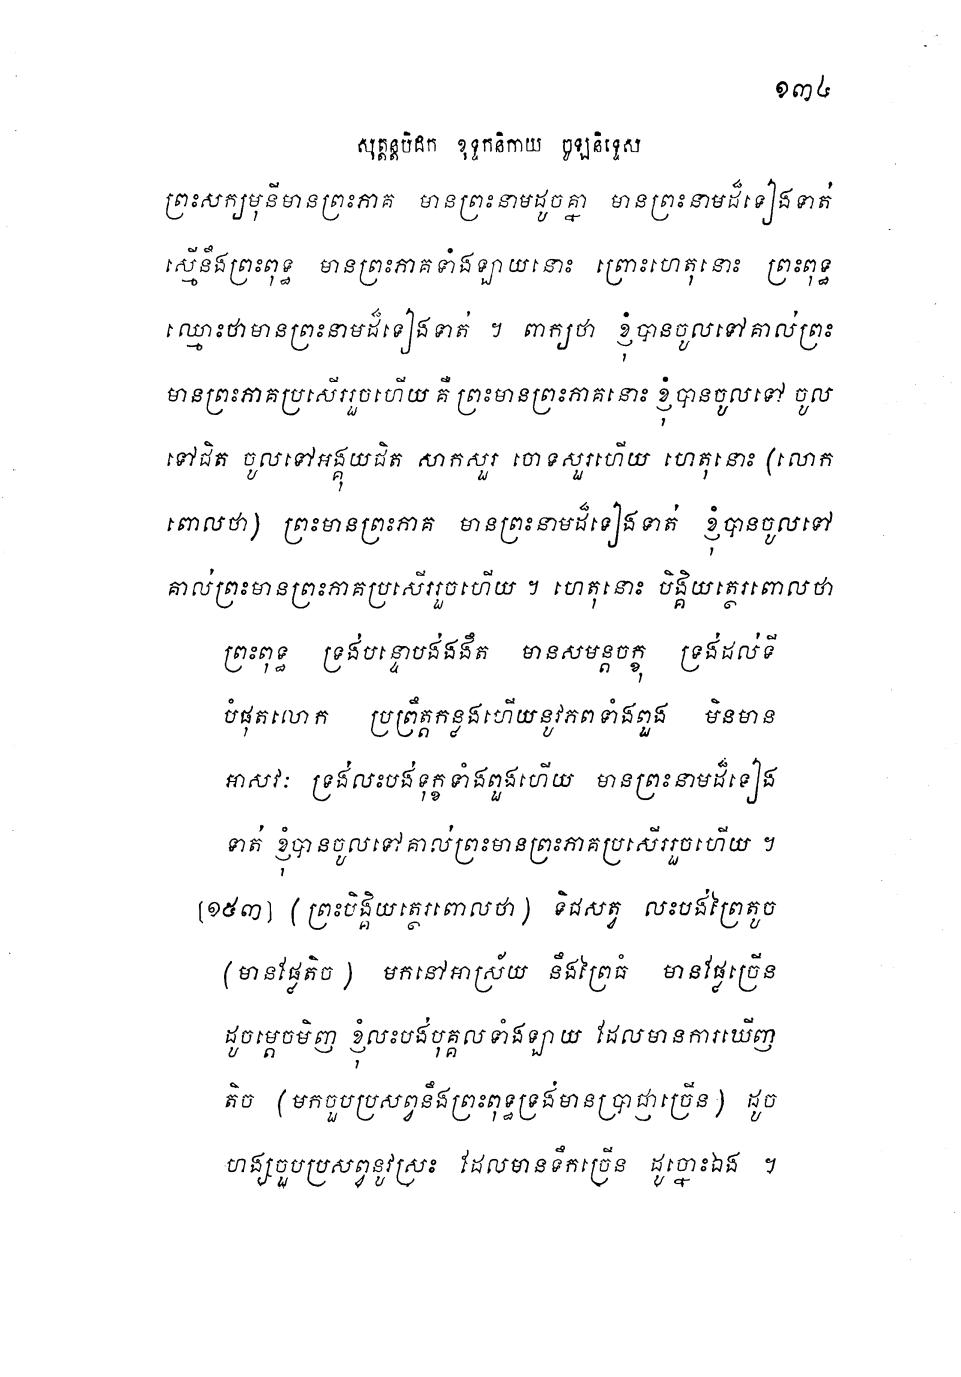 ១៣៤
សុត្តន្តបិដក ខុទ្ទកនិកាយ ចូឡនិទ្ទេស
ព្រះសក្យមុនីមានព្រះភាគ មានព្រះនាមដូចគ្នា មានព្រះនាមដ៏ទៀងទាត់
ស្មើនឹងព្រះពុទ្ធ មានព្រះភាគទាំងឡាយនោះ ព្រោះហេតុនោះ ព្រះពុទ្ធ
ឈ្មោះថាមានព្រះនាមដ៏ទៀងទាត់ ។ ពាក្យថា ខ្ញុំបានចូលទៅគាល់ព្រះ
មានព្រះភាគប្រសើររួចហើយ គឺ ព្រះមានព្រះភាគនោះ ខ្ញុំបានចូលទៅ ចូល
ទៅជិត ចូលទៅអង្គុយជិត សាកសួរ ចោទសួរហើយ ហេតុនោះ (លោក
ពោលថា) ព្រះមានព្រះភាគ មានព្រះនាមដ៏ទៀងទាត់ ខ្ញុំបានចូលទៅ
គាល់ព្រះមានព្រះភាគប្រសើររួចហើយ ។ ហេតុនោះ បិង្គិយត្ថេរពោលថា
ព្រះពុទ្ធ ទ្រង់បន្ទោបង់ងងឹត មានសមន្តចក្ខុ ទ្រង់ដល់ទី
បំផុតលោក ប្រព្រឹត្តកន្លងហើយនូវភពទាំងពួង មិនមាន
អាសវៈ ទ្រង់លះបង់ទុក្ខទាំងពួងហើយ មានព្រះនាមដ៏ទៀង
ទាត់ ខ្ញុំបានចូលទៅគាល់ព្រះមានព្រះភាគប្រសើររួចហើយ ។
[១៥៣] (ព្រះបិង្គិយត្ថេរពោលថា) ទិជសត្វ លះបង់ព្រៃតូច
(មានផ្លែតិច) មកនៅអាស្រ័យ នឹងព្រៃធំ មានផ្លែច្រើន
ដូចម្តេចមិញ ខ្ញុំលះបង់បុគ្គលទាំងឡាយ ដែលមានការឃើញ
តិច (មកចួបប្រសព្វនឹងព្រះពុទ្ធទ្រង់មានប្រាជ្ញាច្រើន) ដូច
ហង្សចួបប្រសព្វនូវស្រះ ដែលមានទឹកច្រើន ដូច្នោះឯង ។